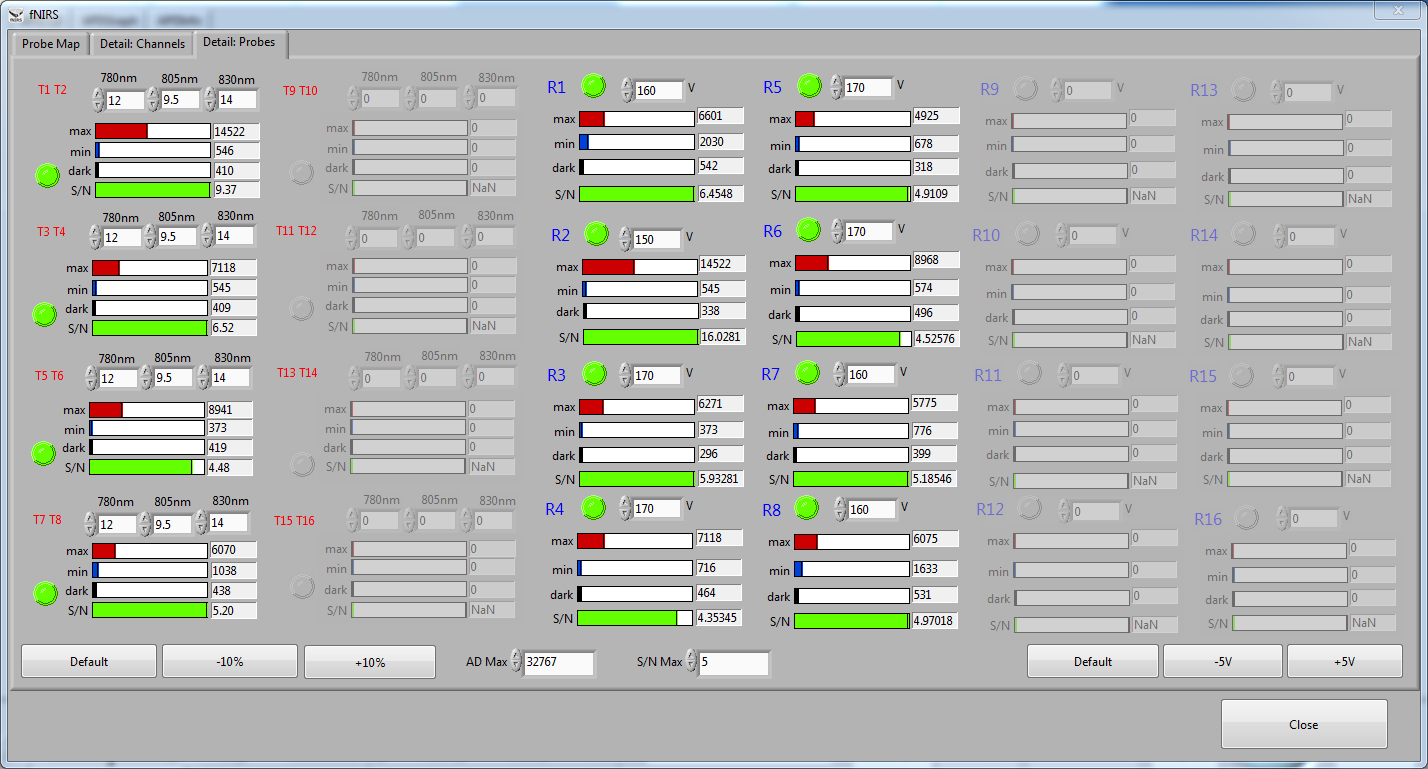 fNIRS
Probe Map Detail: Channels Detail: Probes
T1 T2
780nm 805nm 830nm
12 9.5 14
max 14522
min 546
dark 410
S/N 9.37
T3 T4
780nm 805nm 830nm
12 9.5 14
max 7118
min 545
dark 409
S/N 6.52
T5 T6
780nm 805nm 830nm
12 9.5 14
max 8941
min 373
dark 419
S/N 4.48
T7 T8
780nm 805nm 830nm
12 9.5 14
max 6070
min 1038
dark 438
S/N 5.20
T9 T10
780nm 805nm 830nm
0 0 0
max 0
min 0
dark 0
S/N NaN
T11 T12
780nm 805nm 830nm
0 0 0
max 0
min 0
dark 0
S/N NaN
T13 T14
780nm 805nm 830nm
0 0 0
max 0
min 0
dark 0
S/N NaN
T15 T16
780nm 805nm 830nm
0 0 0
max 0
min 0
dark 0
S/N NaN
R1 160 V
max 6601
min 2030
dark 542
S/N 6.4548
R2 150 V
max 14522
min 545
dark 338
S/N 16.0281
R3 170 V
max 6271
min 373
dark 296
S/N 5.93281
R4 170 V
max 7118
min 716
dark 464
S/N 4.35345
R5 170 V
max 4925
min 678
dark 318
S/N 4.9109
R6 170 V
max 8968
min 574
dark 496
S/N 4.52576
R7 160 V
max 5775
min 776
dark 399
S/N 5.18546
R8 160 V
max 6075
min 1633
dark 531
S/N 4.97018
R9 0 V
max 0
min 0
dark 0
S/N NaN
R10 0 V
max 0
min 0
dark 0
S/N NaN
R11 0 V
max 0
min 0
dark 0
S/N NaN
R12 0 V
max 0
min 0
dark 0
S/N NaN
R13 0 V
max 0
min 0
dark 0
S/N NaN
R14 0 V
max 0
min 0
dark 0
S/N NaN
R15 0 V
max 0
min 0
dark 0
S/N NaN
R16 0 V
max 0
min 0
dark 0
S/N NaN
Default -10% +10% AD Max 32767 S/N Max 5 Default -5V +5V
Close